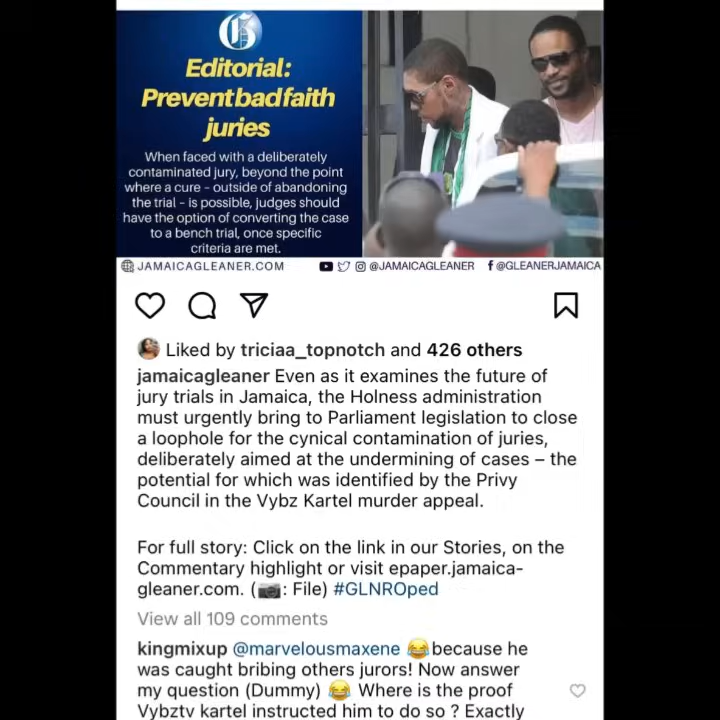 G
Editorial:
Prevent bad faith
juries
When faced with a deliberately
contaminated jury, beyond the point
where a cure – outside of abandoning
the trial – is possible, judges should
have the option of converting the case
to a bench trial, once specific
criteria are met.
JAMAICAGLEANER.COM @JAMAICAGLEANER @GLEANERJAMAICA
Liked by triciaa_topnotch and 426 others
jamaicagleaner Even as it examines the future of
jury trials in Jamaica, the Holness administration
must urgently bring to Parliament legislation to close
a loophole for the cynical contamination of juries,
deliberately aimed at the undermining of cases – the
potential for which was identified by the Privy
Council in the Vybz Kartel murder appeal.
For full story: Click on the link in our Stories, on the
Commentary highlight or visit epaper.jamaica-
gleaner.com. (📷: File) #GLNROped
View all 109 comments
kingmixup @marvelousmaxene 😂 because he
was caught bribing others jurors! Now answer
my question (Dummy) 😂 Where is the proof
Vybztv kartel instructed him to do so ? Exactly